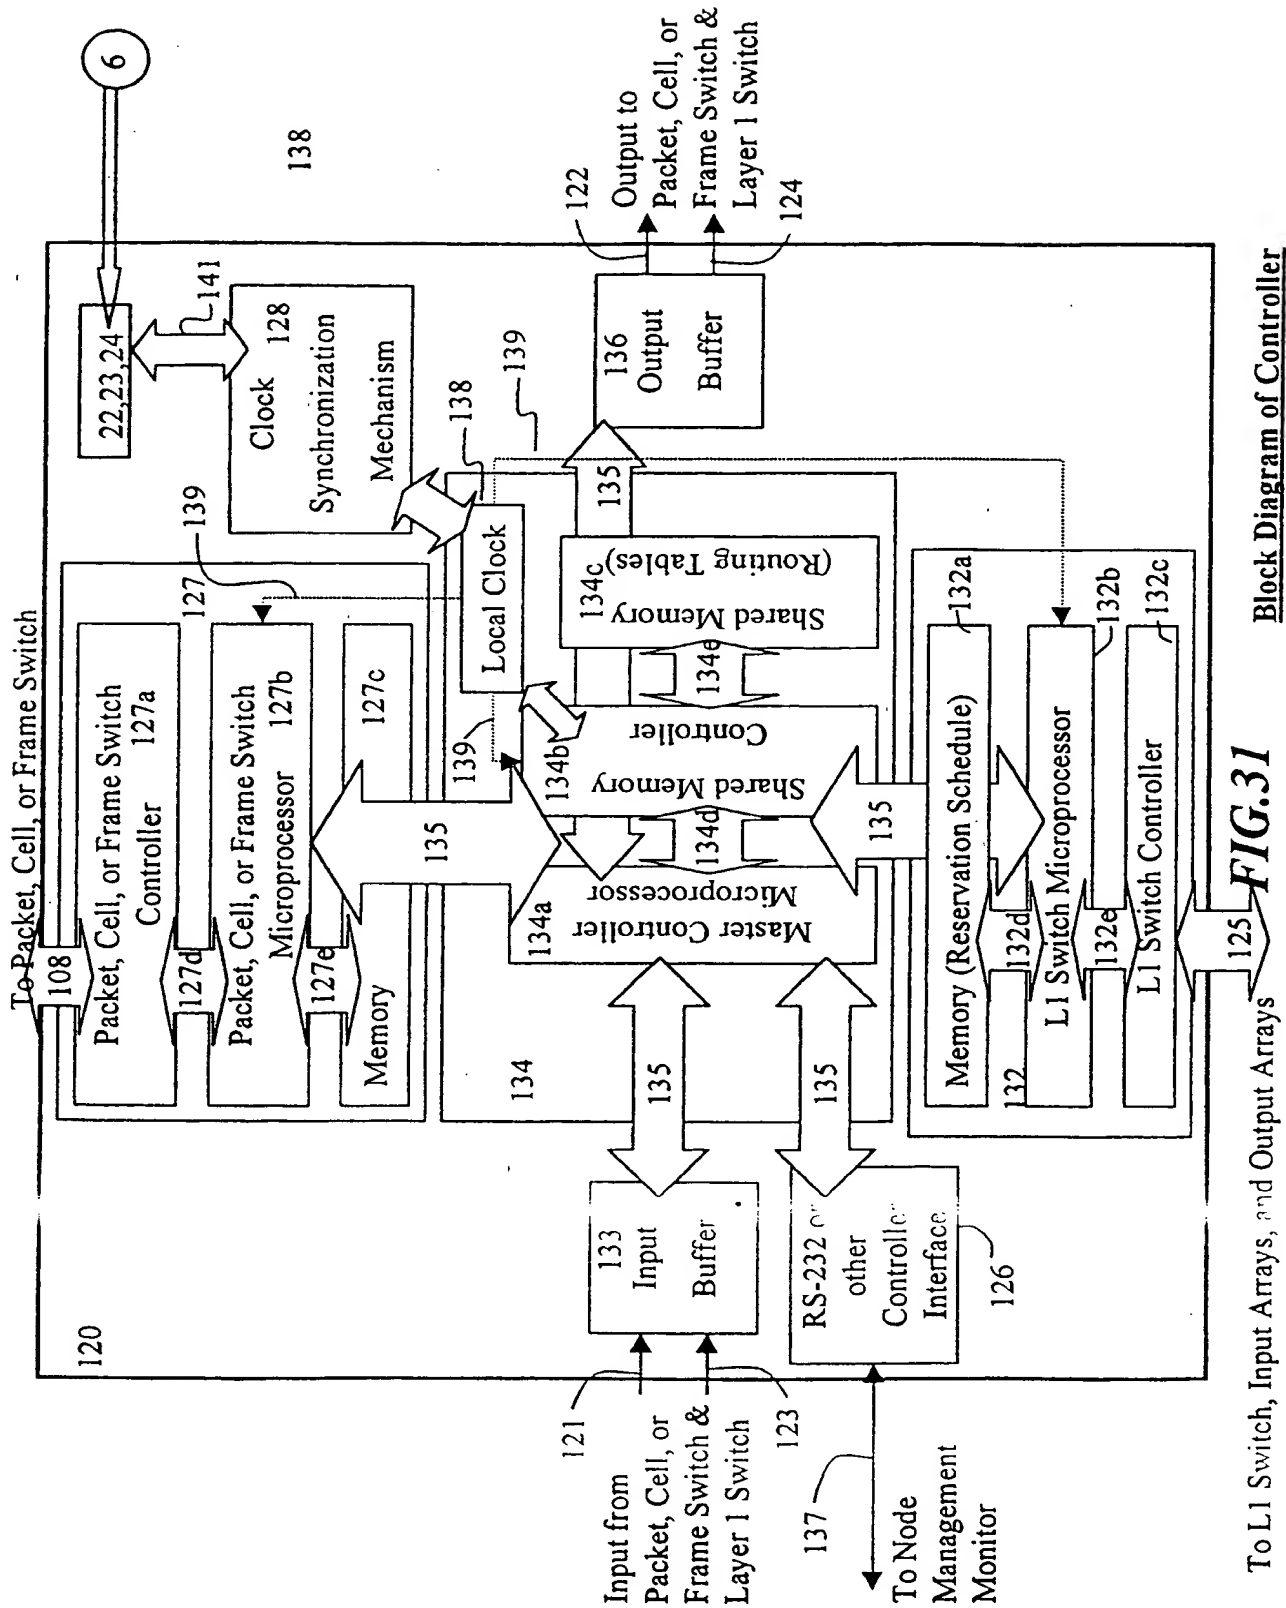 To Packet, Cell, or Frame Switch
6
138
120
108
Packet, Cell, or Frame Switch
Controller 127a
127d
127
Packet, Cell, or Frame Switch
Microprocessor 127b
127e
Memory 127c
139
22,23,24
141
Clock 128
Synchronization
Mechanism
138
Local Clock
139
139
135
134
134a
Master Controller
Microprocessor
134b
134d
Shared Memory
Controller
134e
134c
Shared Memory
(Routing Tables)
135
136
Output
Buffer
122
124
Output to
Packet, Cell, or
Frame Switch &
Layer 1 Switch
Input from
Packet, Cell, or
Frame Switch &
Layer 1 Switch
121
123
133
Input
Buffer
135
RS-232 or
other
Controller
Interface
126
135
137
To Node
Management
Monitor
135
132a
Memory (Reservation Schedule)
132
132d
L1 Switch Microprocessor
132b
132e
L1 Switch Controller
132c
125
To L1 Switch, Input Arrays, and Output Arrays
FIG.31
Block Diagram of Controller